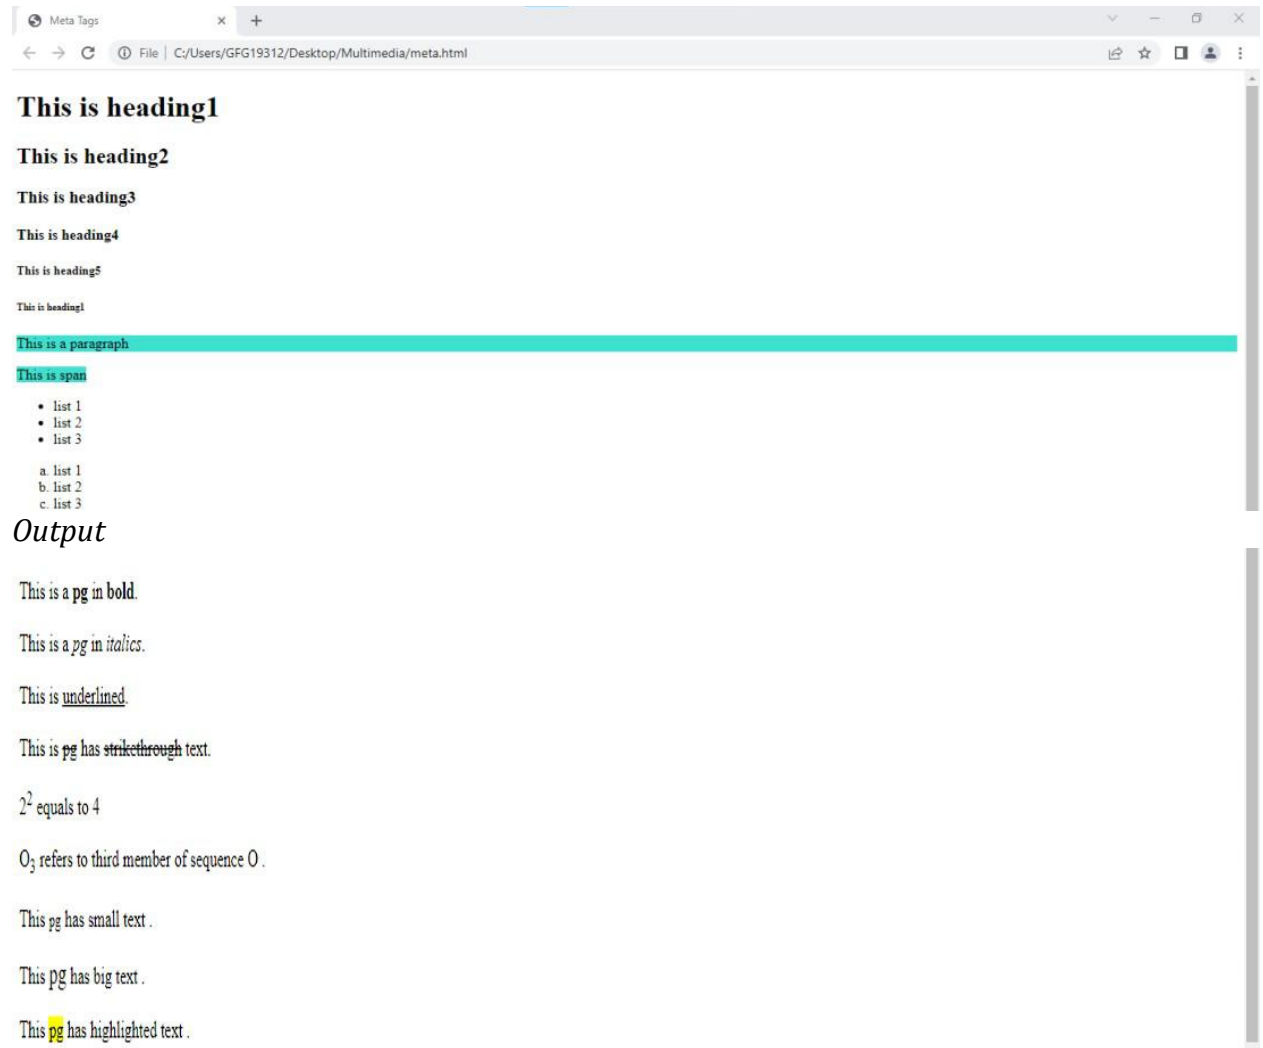 Meta Tags
File | C:/Users/GFG19312/Desktop/Multimedia/meta.html
This is heading1
This is heading2
This is heading3
This is heading4
This is heading5
This is heading1
This is a paragraph
This is span
• list 1
• list 2
• list 3
a. list 1
b. list 2
c. list 3
Output
This is a pg in bold.
This is a pg in italics.
This is underlined.
This is pg has strikethrough text.
2² equals to 4
O₃ refers to third member of sequence O .
This pg has small text .
This pg has big text .
This pg has highlighted text .